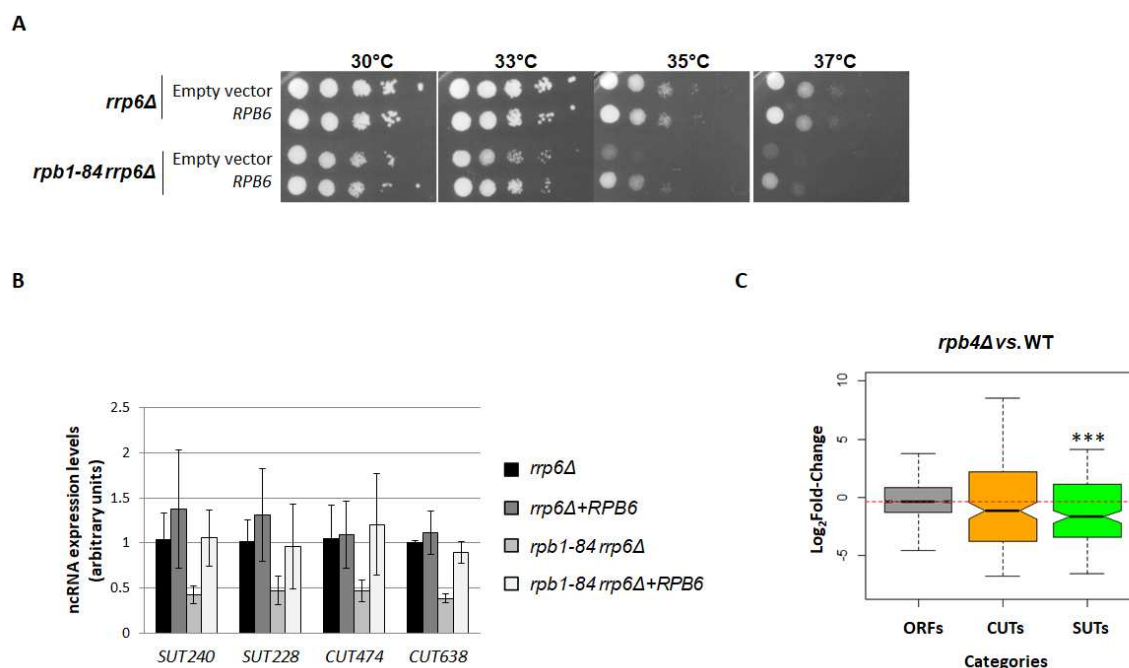 A
30°C 33°C 35°C 37°C
rrp6Δ
Empty vector
RPB6
rpb1-84 rrp6Δ
Empty vector
RPB6
B
ncRNA expression levels
(arbitrary units)
2.5
2
1.5
1
0.5
0
SUT240 SUT228 CUT474 CUT638
rrp6Δ
rrp6Δ+RPB6
rpb1-84 rrp6Δ
rpb1-84 rrp6Δ+RPB6
C
rpb4Δ vs. WT
Log2Fold-Change
10
5
0
-5
***
ORFs CUTs SUTs
Categories